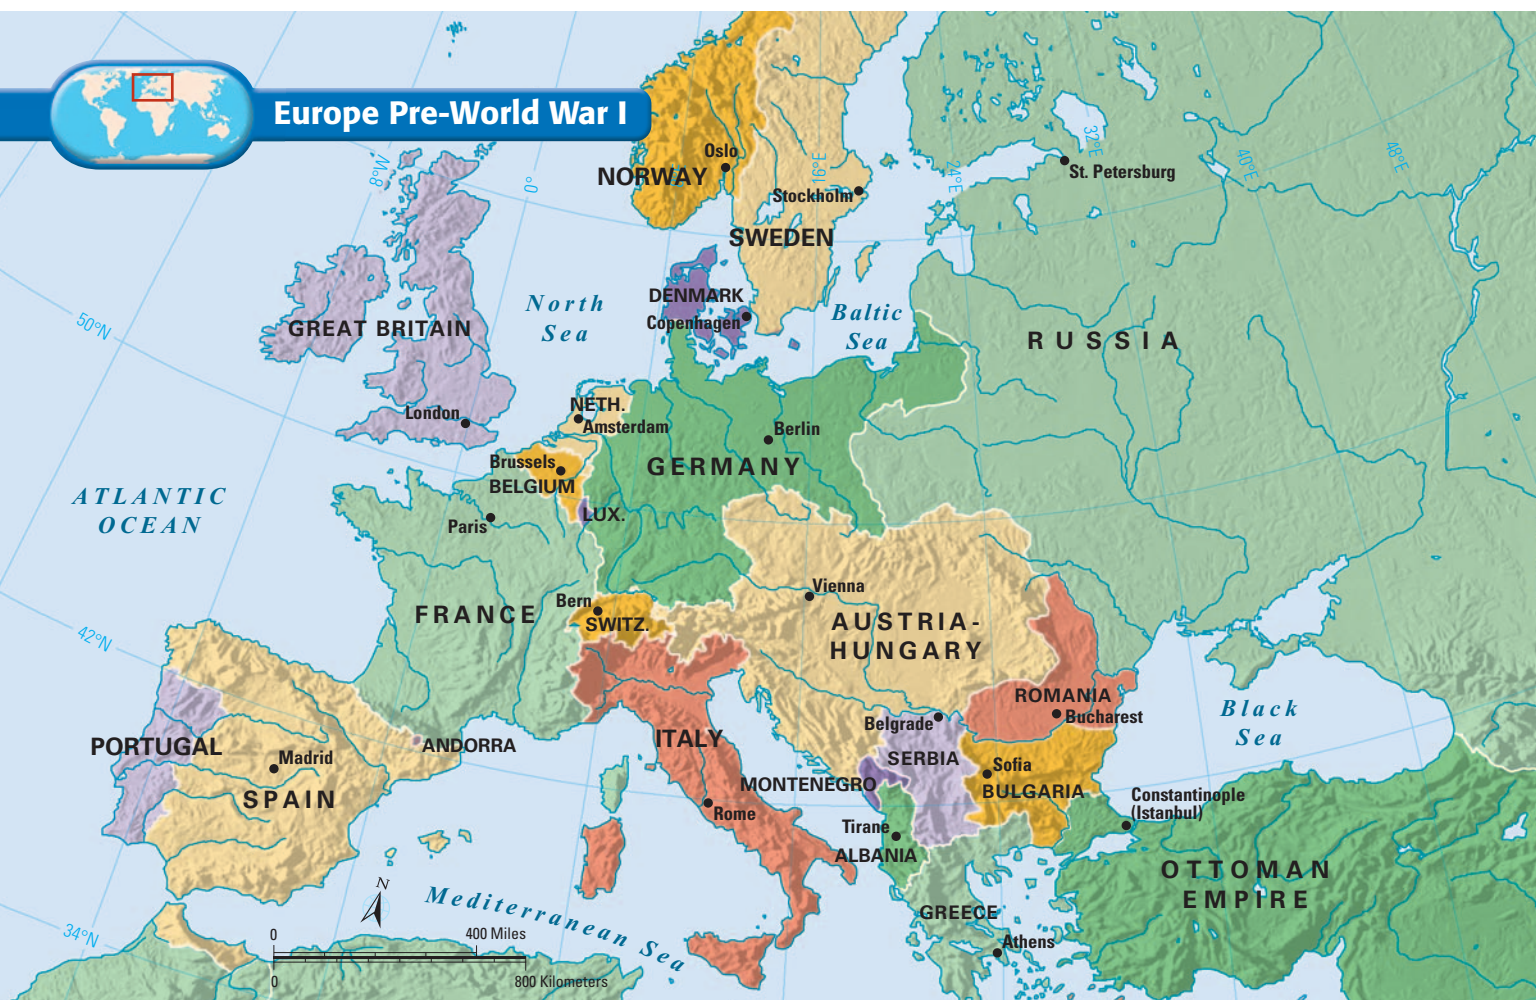 Europe Pre-World War I
8°W
0°
16°E
24°E
32°E
40°E
48°E
50°N
42°N
34°N
NORWAY
Oslo
Stockholm
SWEDEN
St. Petersburg
North
Sea
DENMARK
Copenhagen
Baltic
Sea
RUSSIA
GREAT BRITAIN
London
NETH.
Amsterdam
Berlin
GERMANY
Brussels
BELGIUM
LUX.
ATLANTIC
OCEAN
Paris
FRANCE
Bern
SWITZ.
Vienna
AUSTRIA-
HUNGARY
ROMANIA
Bucharest
Black
Sea
Belgrade
SERBIA
ITALY
Rome
MONTENEGRO
Sofia
BULGARIA
PORTUGAL
Madrid
SPAIN
ANDORRA
Tirane
ALBANIA
Constantinople
(Istanbul)
OTTOMAN
EMPIRE
GREECE
Athens
Mediterranean Sea
N
0
400 Miles
0
800 Kilometers